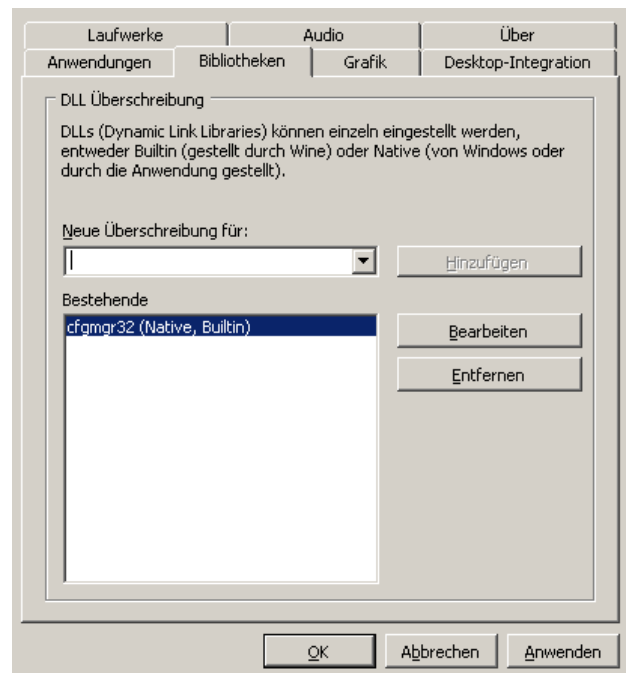 Laufwerke Audio Über
Anwendungen Bibliotheken Grafik Desktop-Integration
DLL Überschreibung
DLLs (Dynamic Link Libraries) können einzeln eingestellt werden,
entweder Builtin (gestellt durch Wine) oder Native (von Windows oder
durch die Anwendung gestellt).
Neue Überschreibung für:
Hinzufügen
Bestehende
cfgmgr32 (Native, Builtin)
Bearbeiten
Entfernen
OK Abbrechen Anwenden